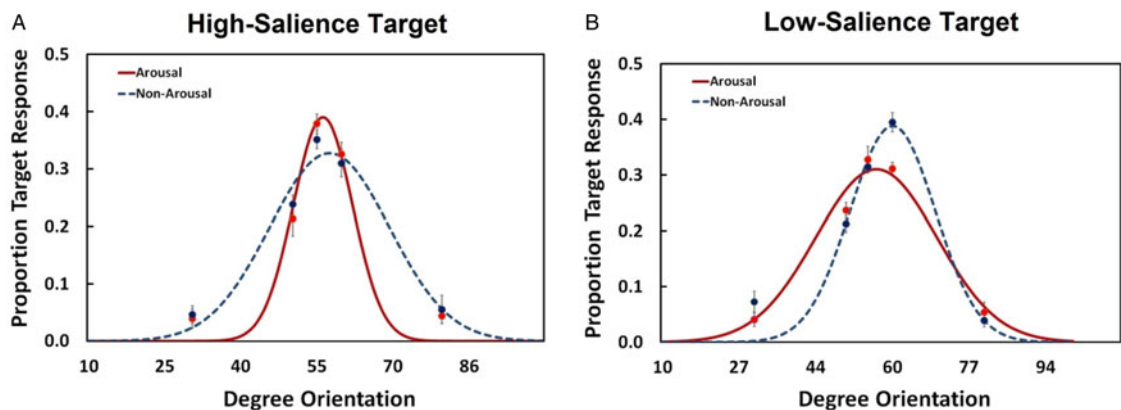 A
High-Salience Target
Proportion Target Response
0.5
0.4
0.3
0.2
0.1
0.0
Arousal
Non-Arousal
10 25 40 55 70 86
Degree Orientation
B
Low-Salience Target
Proportion Target Response
0.5
0.4
0.3
0.2
0.1
0.0
Arousal
Non-Arousal
10 27 44 60 77 94
Degree Orientation